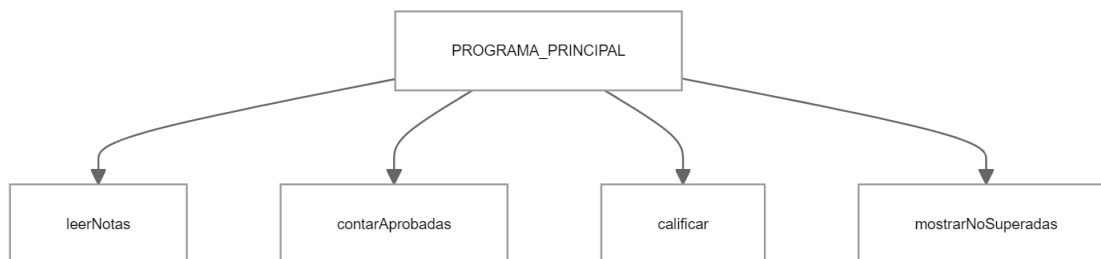 PROGRAMA_PRINCIPAL
leerNotas
contarAprobadas
calificar
mostrarNoSuperadas